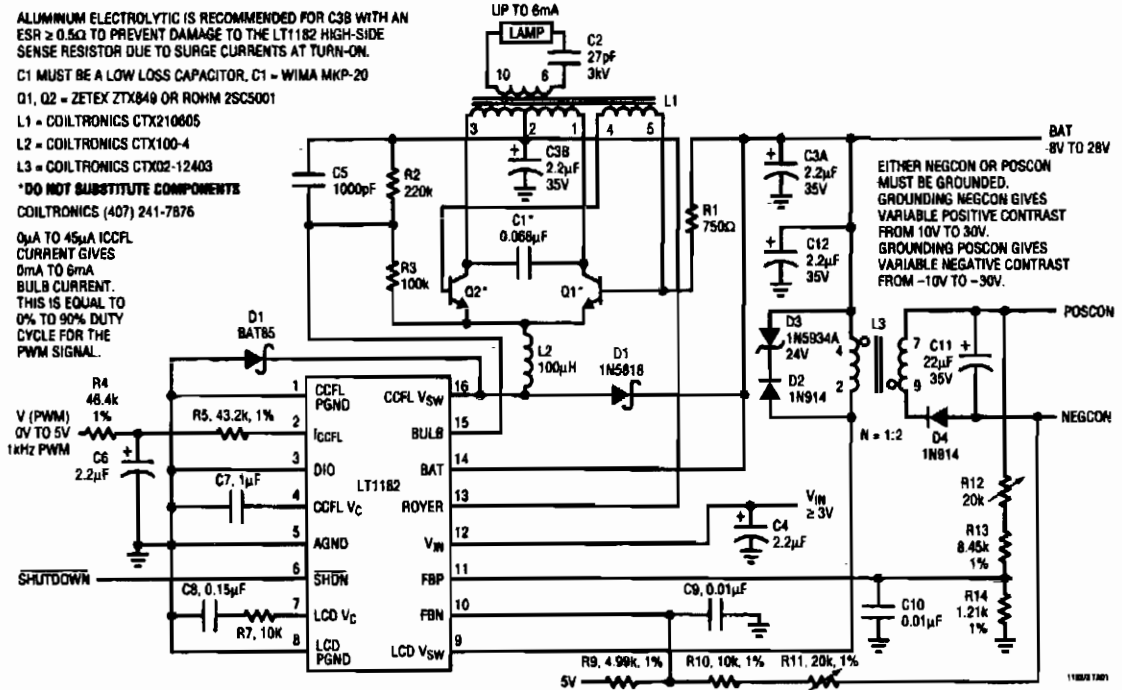 ALUMINUM ELECTROLYTIC IS RECOMMENDED FOR C3B WITH AN
ESR ≥ 0.5Ω TO PREVENT DAMAGE TO THE LT1182 HIGH-SIDE
SENSE RESISTOR DUE TO SURGE CURRENTS AT TURN-ON.
C1 MUST BE A LOW LOSS CAPACITOR, C1 = WIMA MKP-20
Q1, Q2 = ZETEX ZTX849 OR ROHM 2SC5001
L1 = COILTRONICS CTX210605
L2 = COILTRONICS CTX100-4
L3 = COILTRONICS CTX02-12403
*DO NOT SUBSTITUTE COMPONENTS
COILTRONICS (407) 241-7876
0µA TO 45µA ICCFL
CURRENT GIVES
0mA TO 6mA
BULB CURRENT.
THIS IS EQUAL TO
0% TO 90% DUTY
CYCLE FOR THE
PWM SIGNAL.
UP TO 6mA
LAMP
C2
27pF
3kV
10
6
L1
3
2
1
4
5
BAT
8V TO 28V
C5
1000pF
R2
220k
C3B
2.2µF
35V
+
C3A
2.2µF
35V
+
R1
750Ω
EITHER NEGCON OR POSCON
MUST BE GROUNDED.
GROUNDING NEGCON GIVES
VARIABLE POSITIVE CONTRAST
FROM 10V TO 30V.
GROUNDING POSCON GIVES
VARIABLE NEGATIVE CONTRAST
FROM –10V TO –30V.
C1*
0.068µF
C12
2.2µF
35V
+
R3
100k
Q2*
Q1*
D1
BAT85
L2
100µH
D1
1N5818
D3
1N5934A
24V
D2
1N914
L3
4
2
7
9
N = 1:2
C11
22µF
35V
+
POSCON
NEGCON
D4
1N914
R4
46.4k
1%
V (PWM)
0V TO 5V
1kHz PWM
R5, 43.2k, 1%
C6
2.2µF
+
C7, 1µF
SHUTDOWN
C8, 0.15µF
R7, 10K
1
CCFL
PGND
2
ICCFL
3
DIO
4
CCFL VC
5
AGND
6
SHDN
7
LCD VC
8
LCD
PGND
LT1182
CCFL VSW
16
BULB
15
BAT
14
ROYER
13
VIN
12
FBP
11
FBN
10
LCD VSW
9
VIN
≥ 3V
C4
2.2µF
+
R12
20k
R13
8.45k
1%
R14
1.21k
1%
C9, 0.01µF
C10
0.01µF
5V
R9, 4.99k, 1%
R10, 10k, 1%
R11, 20k, 1%